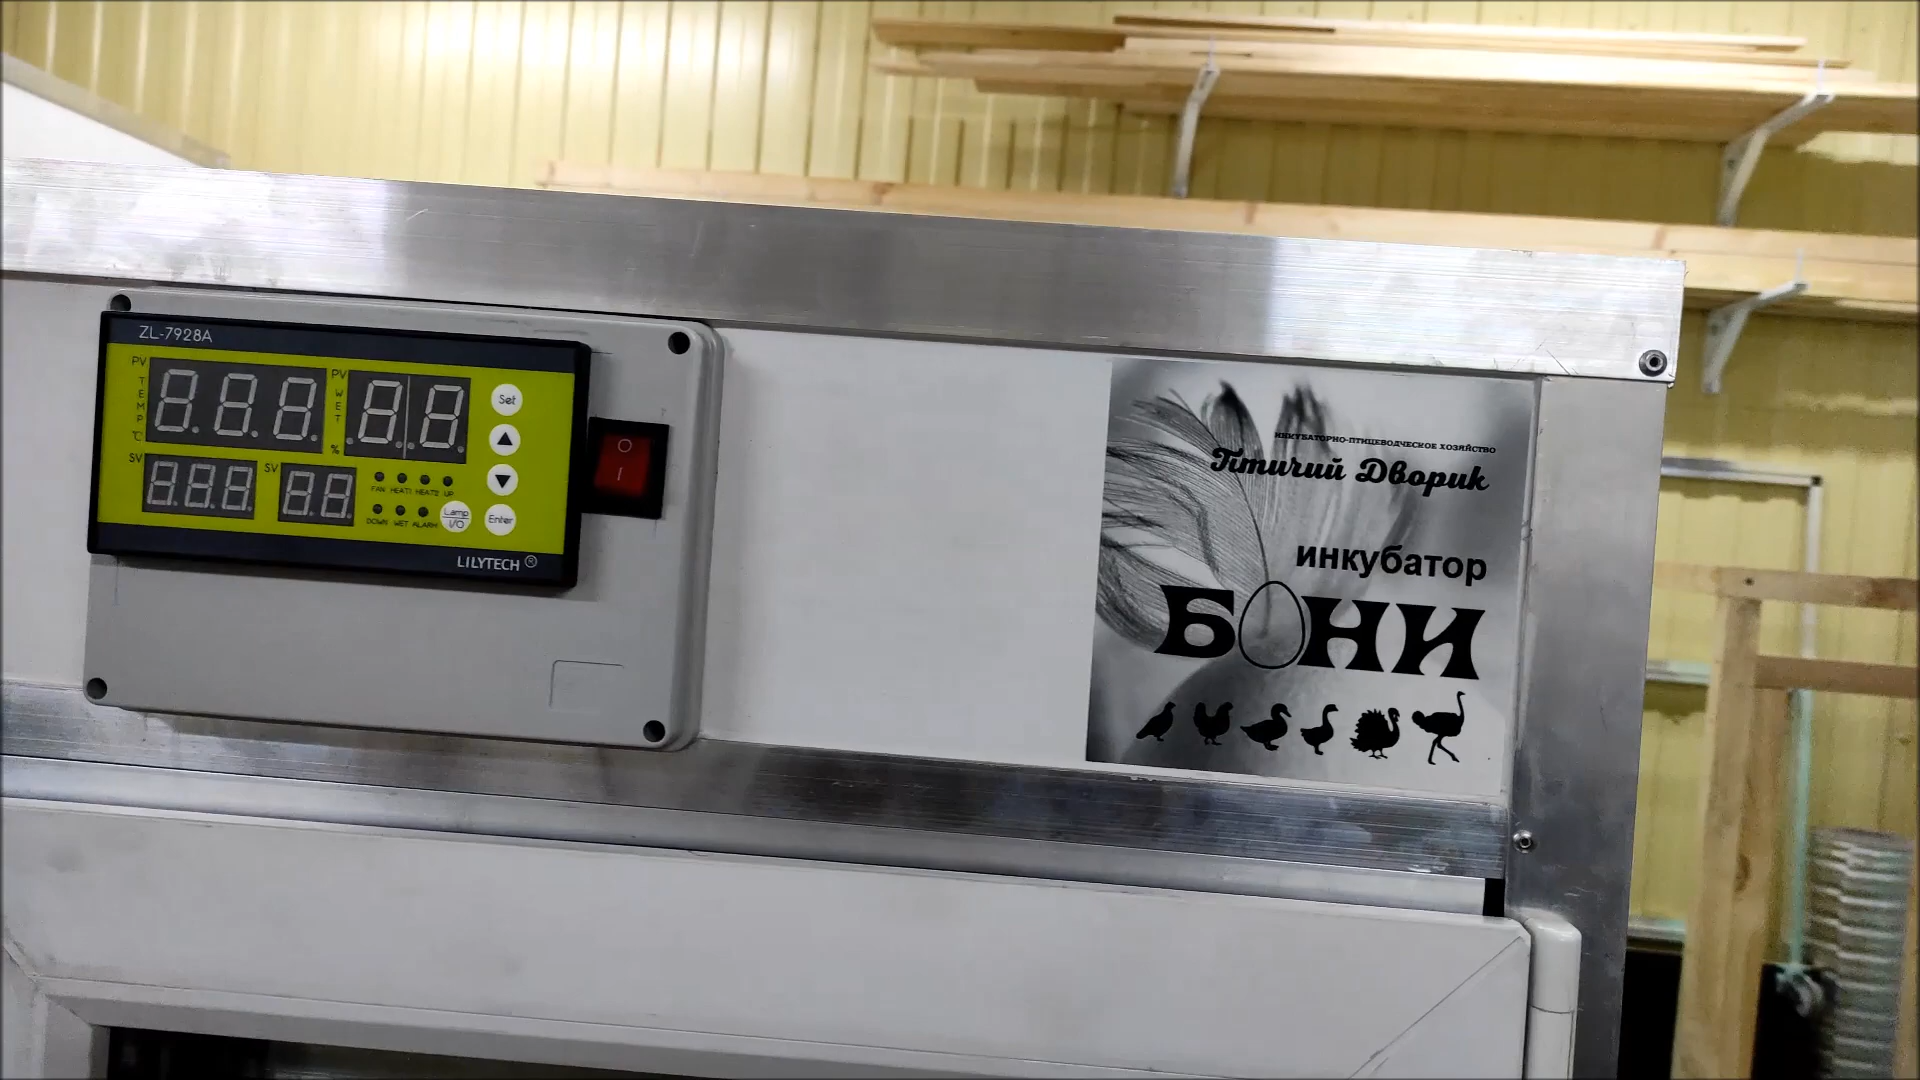 ZL-7928A
PV
TEMP
℃
PV
WET
%
SV
SV
FAN HEAT1 HEAT2 UP
DOWN WET ALARM
Set
▲
▼
Lamp
I/O
Enter
LILYTECH ®
O
I
ИНКУБАТОРНО-ПТИЦЕВОДЧЕСКОЕ ХОЗЯЙСТВО
Птичий Дворик
инкубатор
БОНИ